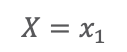 X = x₁